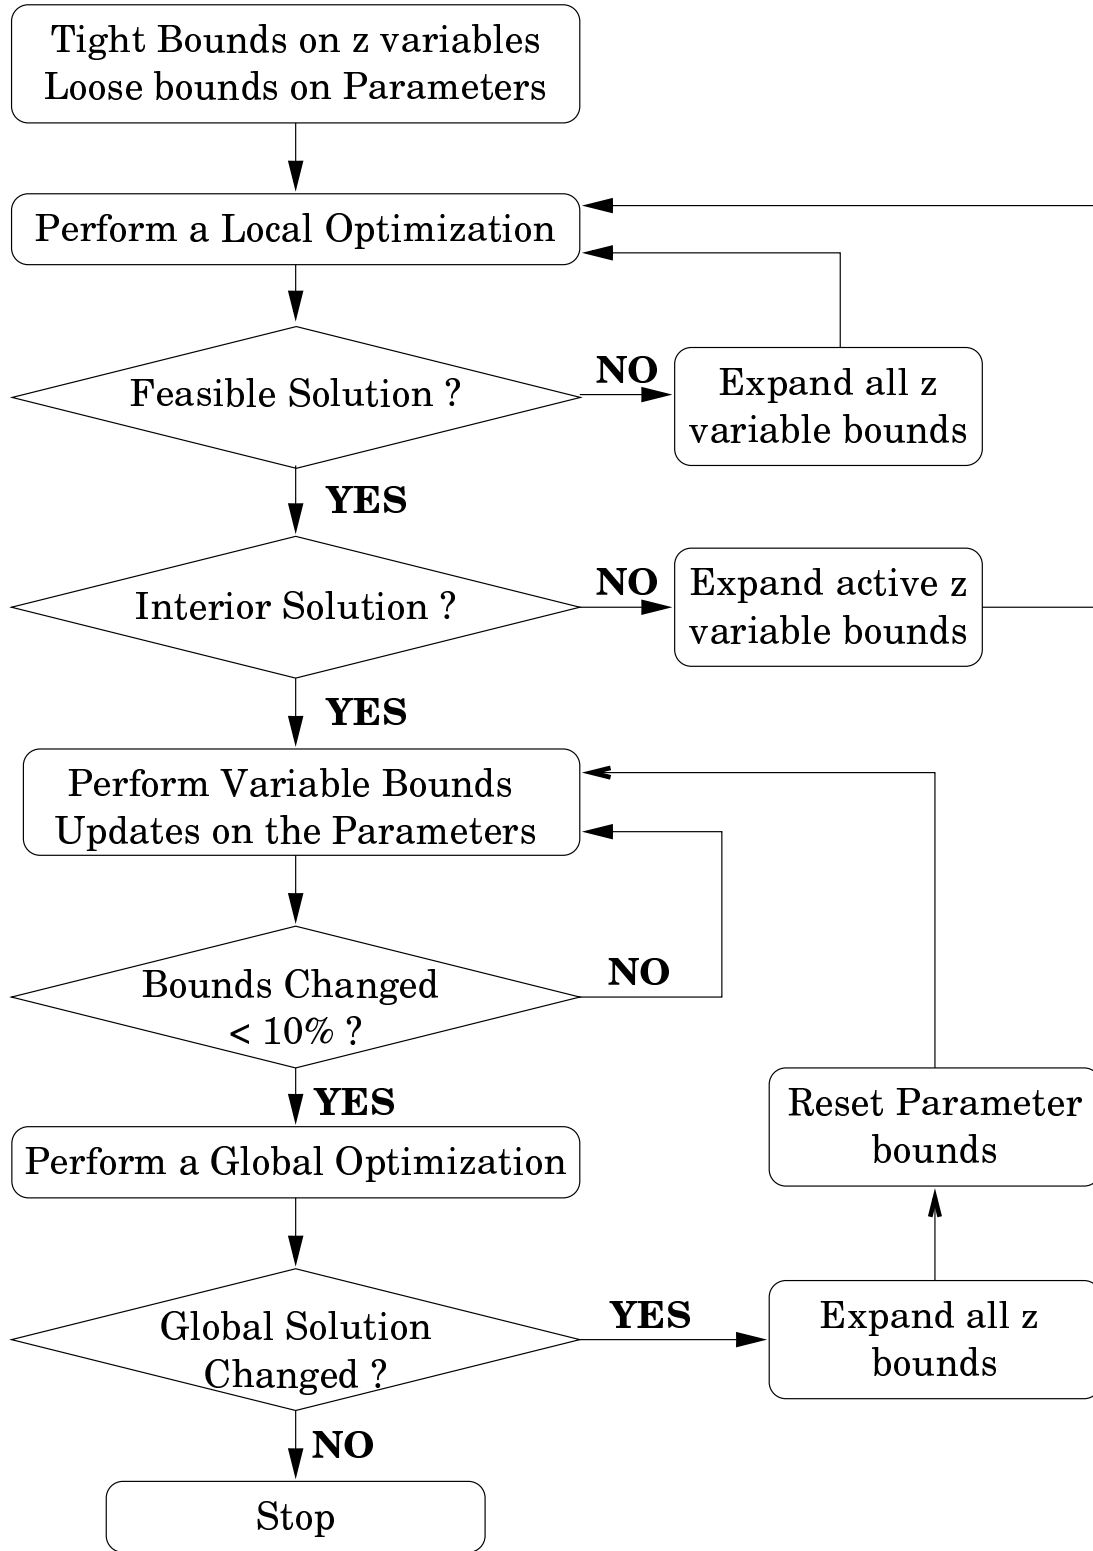 Tight Bounds on z variables
Loose bounds on Parameters
Perform a Local Optimization
Feasible Solution ?
NO
Expand all z
variable bounds
YES
Interior Solution ?
NO
Expand active z
variable bounds
YES
Perform Variable Bounds
Updates on the Parameters
Bounds Changed
< 10% ?
NO
YES
Perform a Global Optimization
Reset Parameter
bounds
Global Solution
Changed ?
YES
Expand all z
bounds
NO
Stop